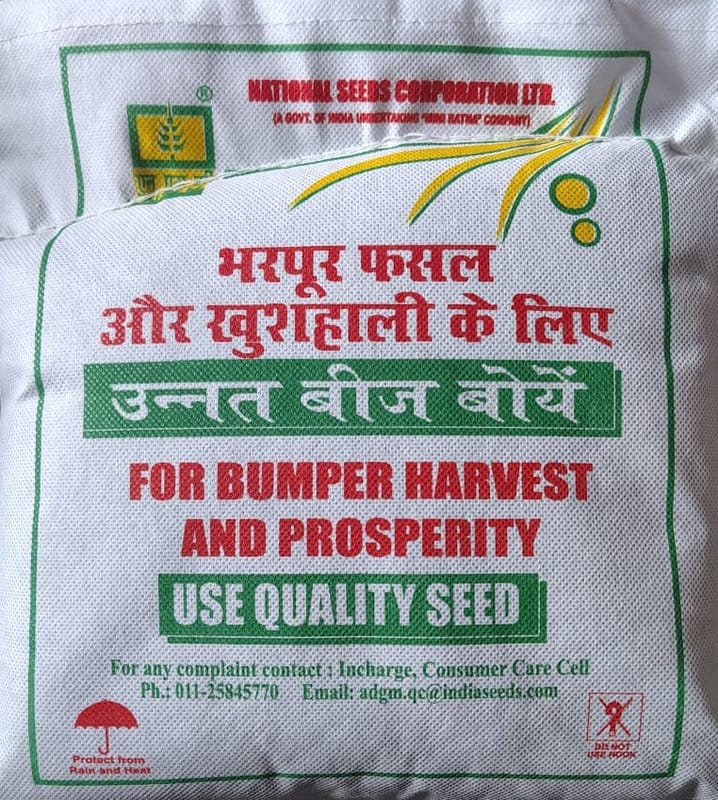 ®
NATIONAL SEEDS CORPORATION LTD.
(A GOVT. OF INDIA UNDERTAKING "MINI RATNA" COMPANY)
भरपूर फसल
और खुशहाली के लिए
उन्नत बीज बोयें
FOR BUMPER HARVEST
AND PROSPERITY
USE QUALITY SEED
For any complaint contact : Incharge, Consumer Care Cell
Ph.: 011-25845770 Email: adgm.qc@indiaseeds.com
Protect from
Rain and Heat
DO NOT
USE HOOK